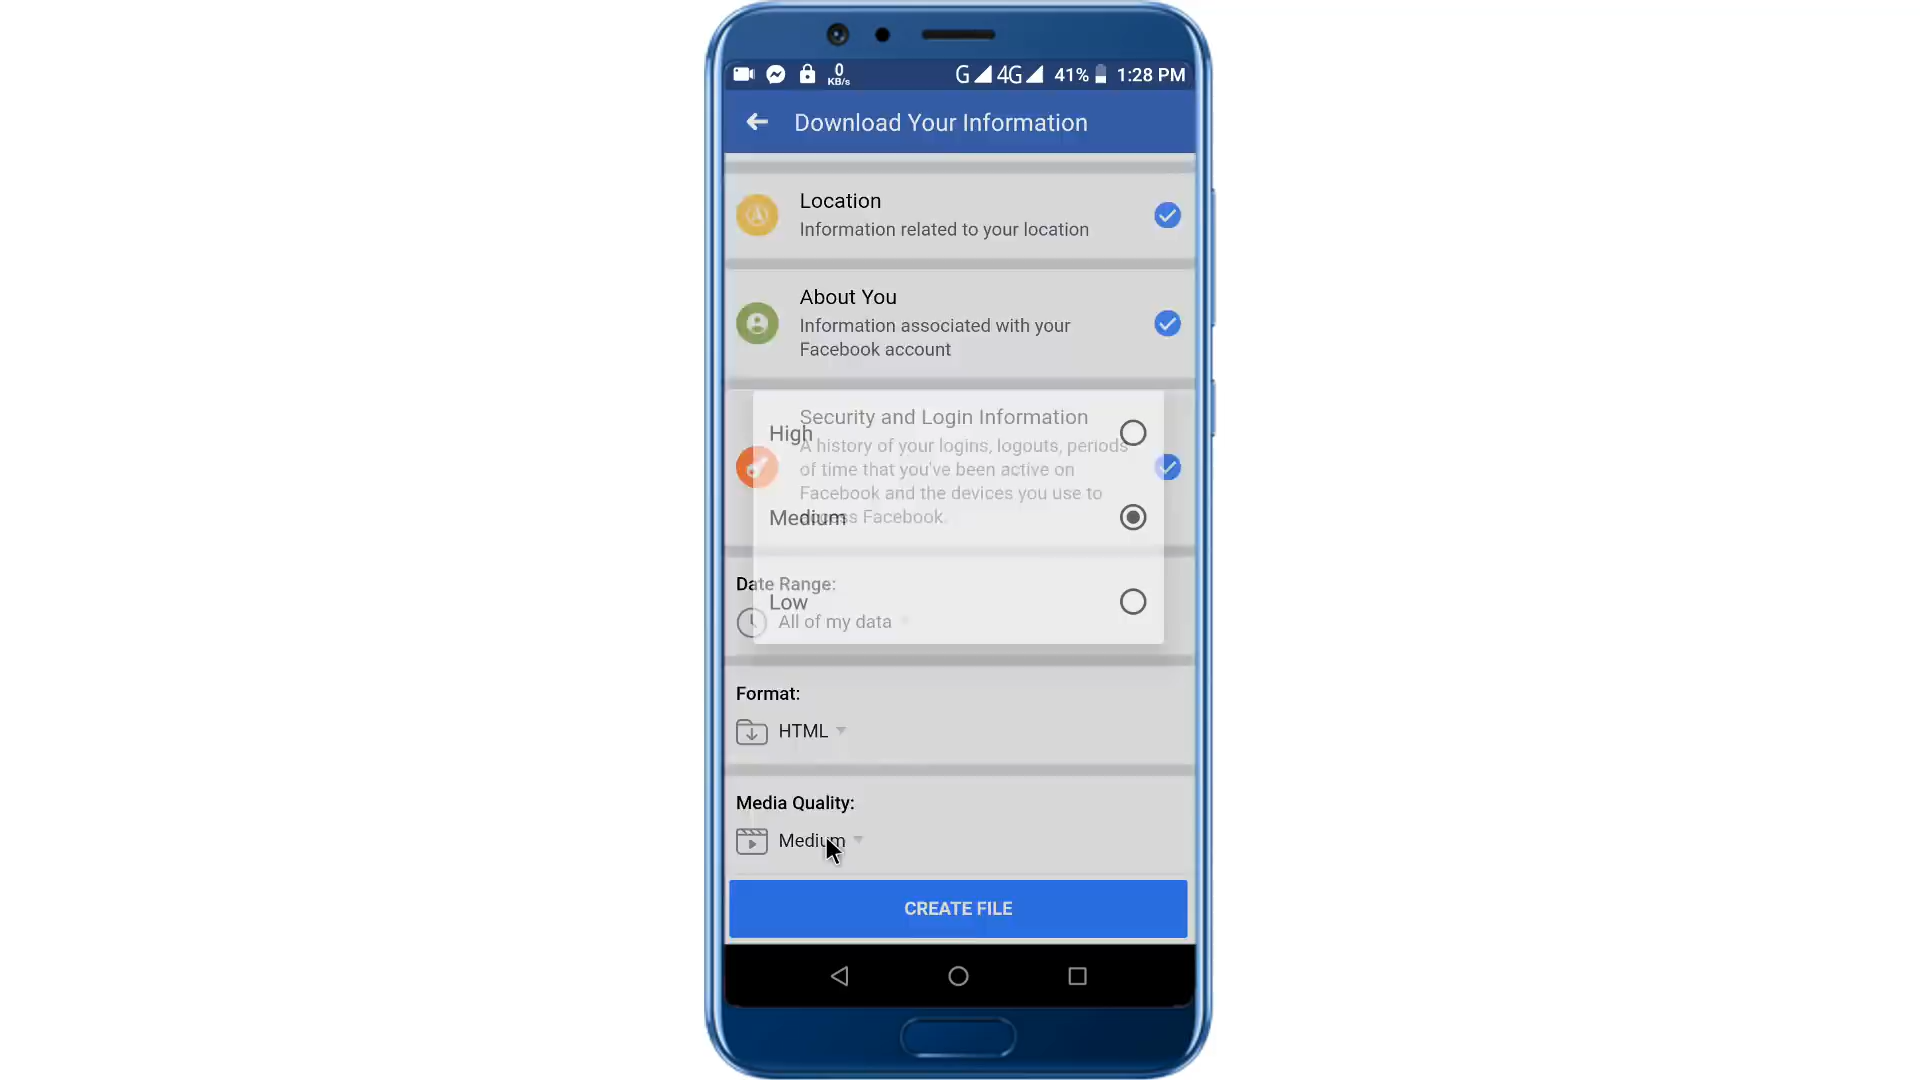 0
KB/s
G 4G 41% 1:28 PM
Download Your Information
Location
Information related to your location
About You
Information associated with your
Facebook account
Security and Login Information
High
A history of your logins, logouts, periods
of time that you've been active on
Facebook and the devices you use to
access Facebook.
Medium
Date Range:
Low
All of my data
Format:
HTML
Media Quality:
Medium
CREATE FILE